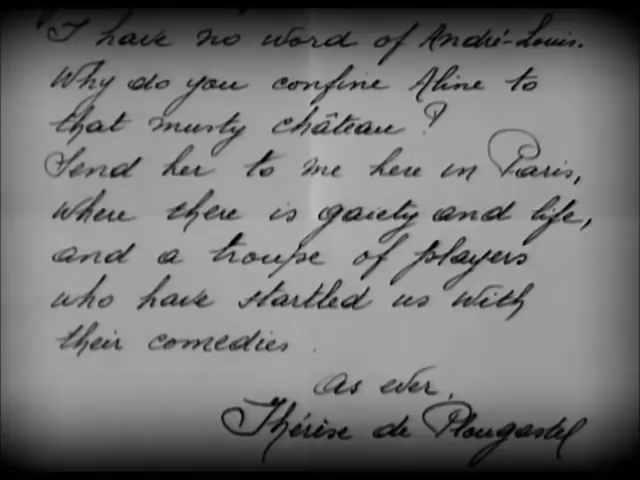 I have no word of André-Louis.
Why do you confine Aline to
that musty château?
Send her to me here in Paris,
where there is gaiety and life,
and a troupe of players
who have startled us with
their comedies.
As ever,
Thérèse de Plougastel